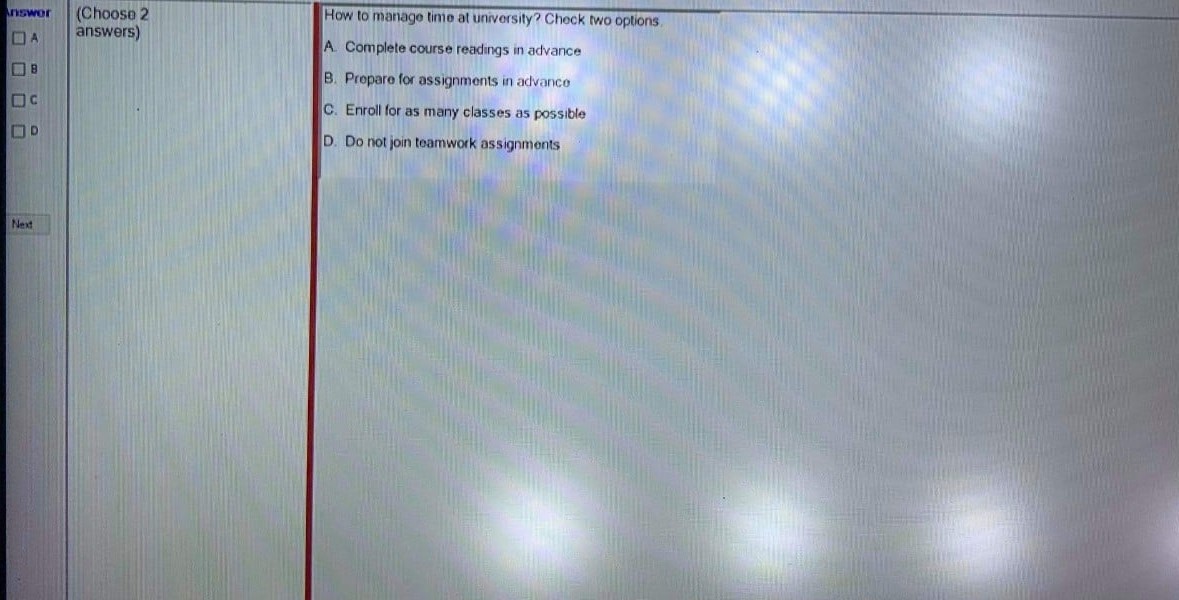 Answer
(Choose 2
answers)
A
B
C
D
Next
How to manage time at university? Check two options.
A. Complete course readings in advance
B. Prepare for assignments in advance
C. Enroll for as many classes as possible
D. Do not join teamwork assignments